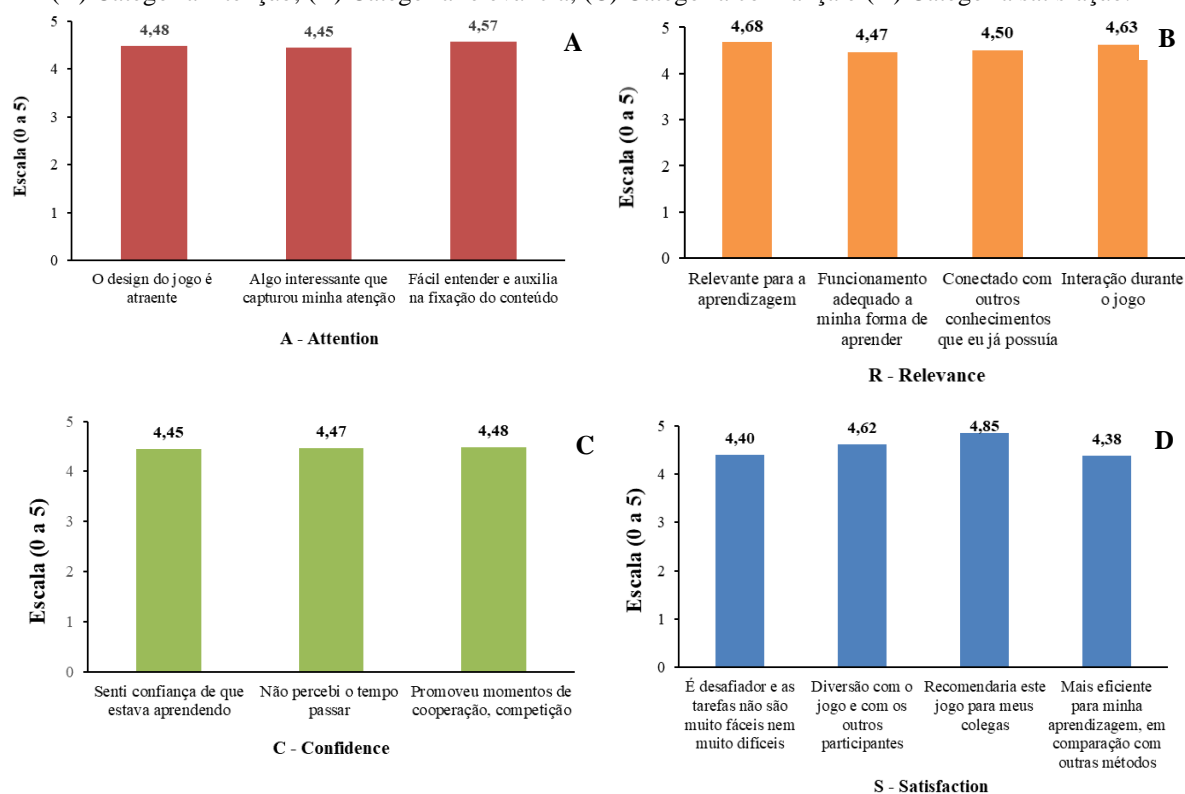 5
4
3
2
1
0
Escala (0 a 5)
4,48
4,45
4,57
A
O design do jogo é
atraente
Algo interessante que
capturou minha atenção
Fácil entender e auxilia
na fixação do conteúdo
A - Attention
5
4
3
2
1
0
Escala (0 a 5)
4,68
4,47
4,50
4,63
B
Relevante para a
aprendizagem
Funcionamento
adequado a
minha forma de
aprender
Conectado com
outros
conhecimentos
que eu já possuía
Interação durante
o jogo
R - Relevance
5
4
3
2
1
0
Escala (0 a 5)
4,45
4,47
4,48
C
Senti confiança de que
estava aprendendo
Não percebi o tempo
passar
Promoveu momentos de
cooperação, competição
C - Confidence
5
4
3
2
1
0
Escala (0 a 5)
4,40
4,62
4,85
4,38
D
É desafiador e as
tarefas não são
muito fáceis nem
muito difíceis
Diversão com o
jogo e com os
outros
participantes
Recomendaria este
jogo para meus
colegas
Mais eficiente
para minha
aprendizagem, em
comparação com
outras métodos
S - Satisfaction